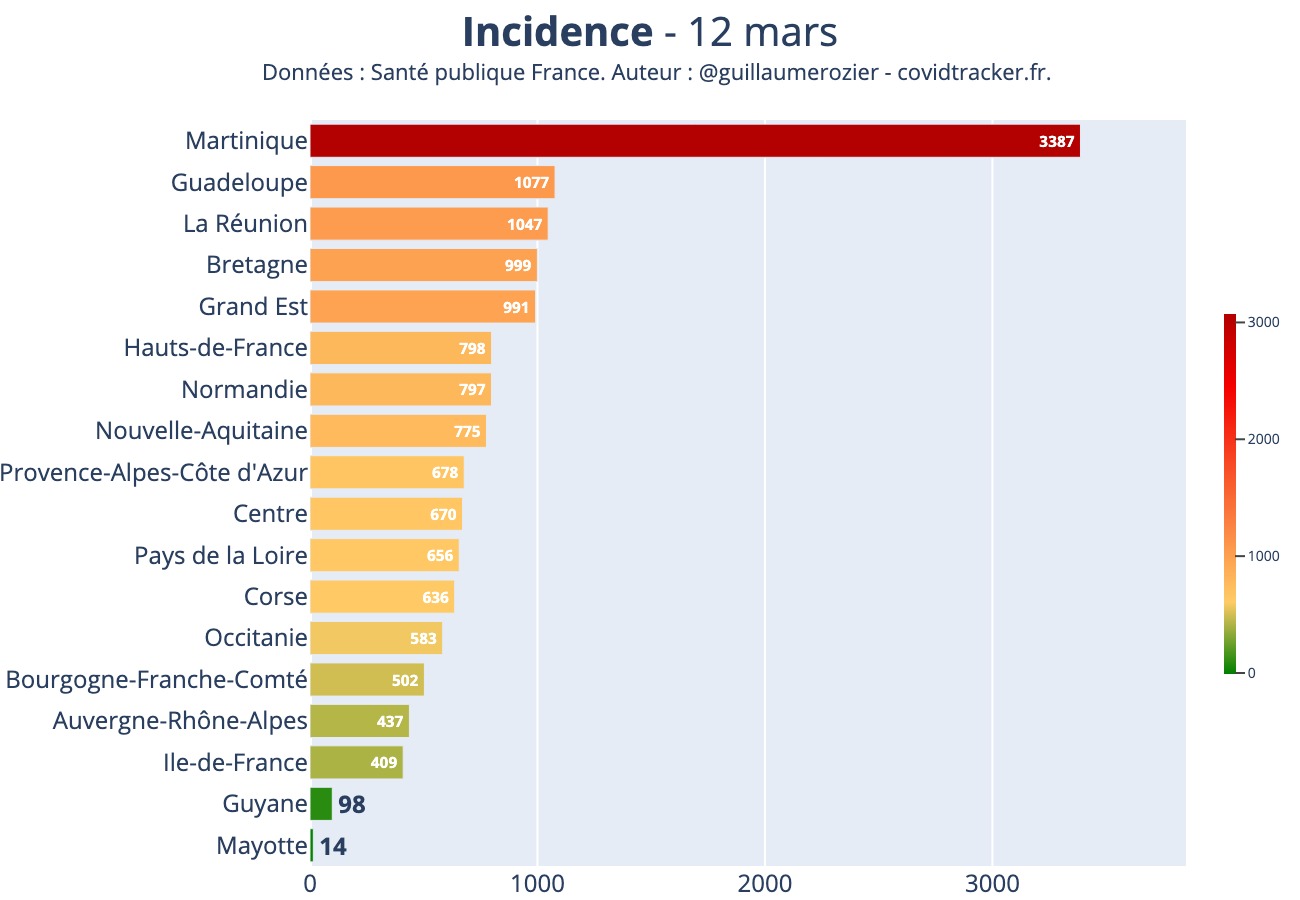 Incidence - 12 mars
Données : Santé publique France. Auteur : @guillaumerozier - covidtracker.fr.
Martinique 3387
Guadeloupe 1077
La Réunion 1047
Bretagne 999
Grand Est 991
Hauts-de-France 798
Normandie 797
Nouvelle-Aquitaine 775
Provence-Alpes-Côte d'Azur 678
Centre 670
Pays de la Loire 656
Corse 636
Occitanie 583
Bourgogne-Franche-Comté 502
Auvergne-Rhône-Alpes 437
Ile-de-France 409
Guyane 98
Mayotte 14
0 1000 2000 3000
3000
2000
1000
0